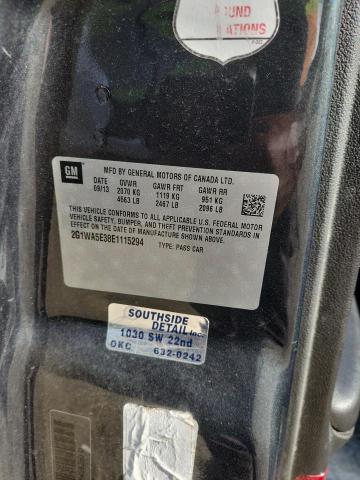 OUND
ATIONS
GM
MFD BY GENERAL MOTORS OF CANADA LTD.
DATE GVWR GAWR FRT GAWR RR
09/13 2070 KG 1119 KG 951 KG
4563 LB 2467 LB 2096 LB
THIS VEHICLE CONFORMS TO ALL APPLICABLE U.S. FEDERAL MOTOR
VEHICLE SAFETY, BUMPER, AND THEFT PREVENTION STANDARDS IN
EFFECT ON THE DATE OF MANUFACTURE SHOWN ABOVE.
2G1WA5E38E1115294 TYPE: PASS CAR
SOUTHSIDE
DETAIL Inc.
1030 SW 22nd
OKC 632-0242